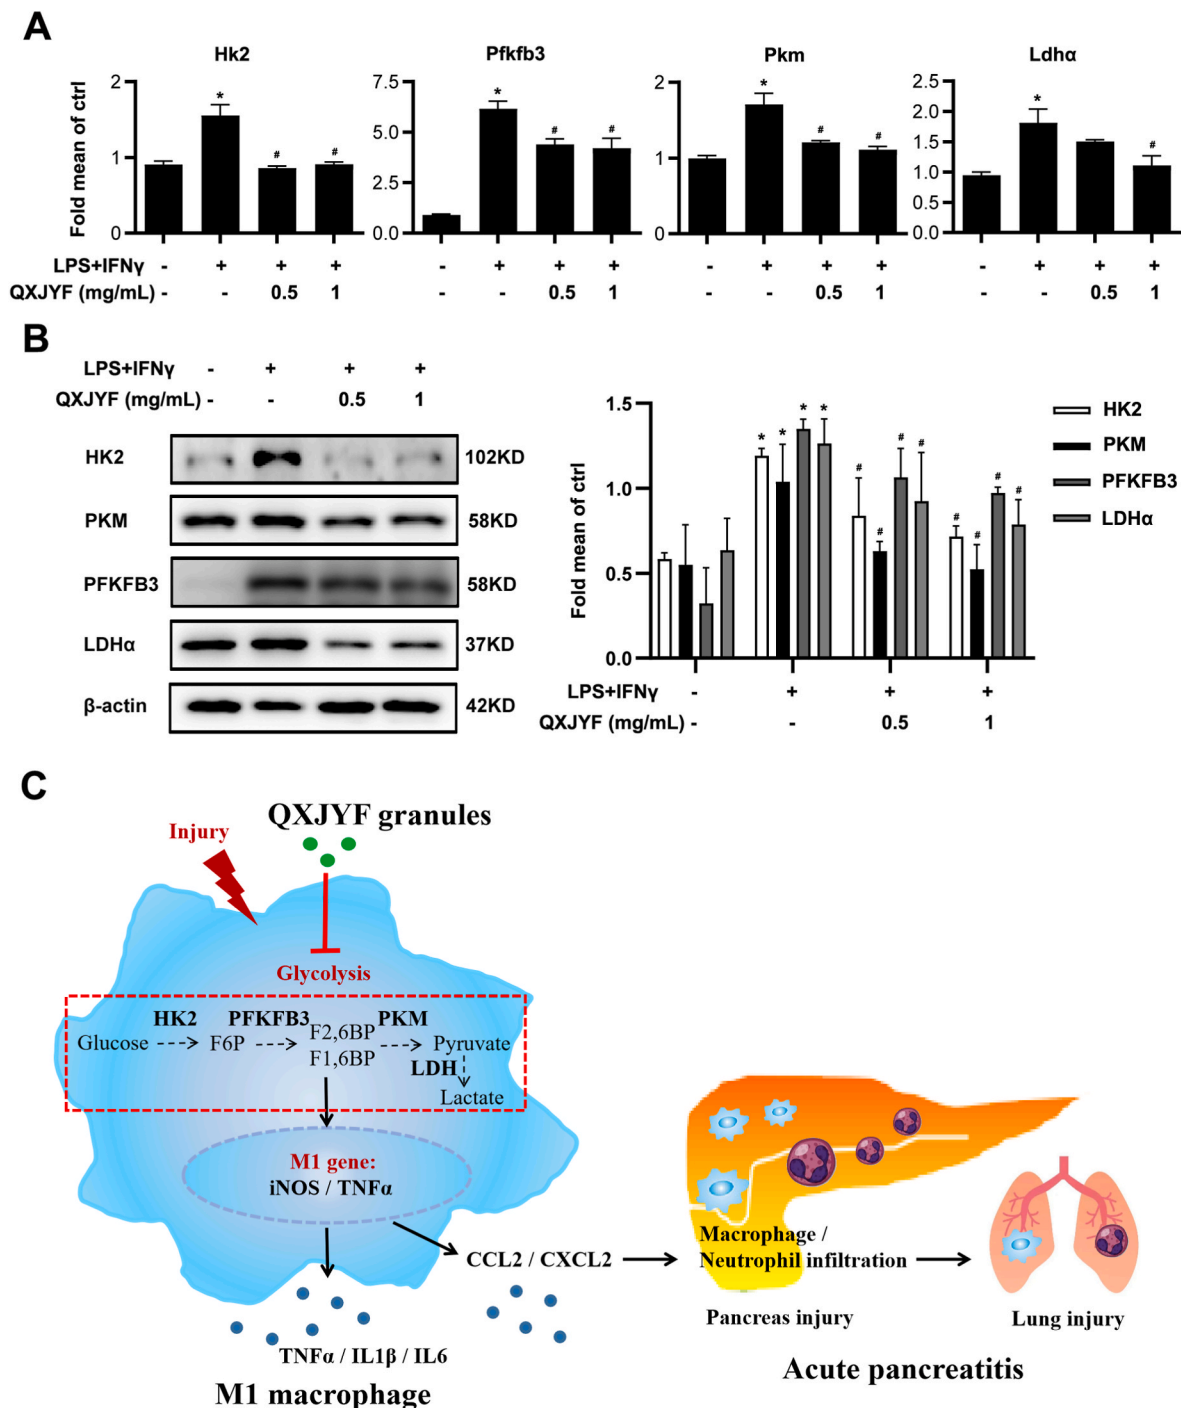 A
Hk2
Pfkfb3
Pkm
Ldhα
Fold mean of ctrl
2
1
0
7.5
5.0
2.5
0.0
2
1
0
2.5
2.0
1.5
1.0
0.5
0.0
*
#
#
*
#
#
*
#
#
*
#
LPS+IFNγ - + + + - + + + - + + + - + + +
QXJYF (mg/mL) - - 0.5 1 - - 0.5 1 - - 0.5 1 - - 0.5 1
B
LPS+IFNγ - + + +
QXJYF (mg/mL) - - 0.5 1
HK2 102KD
PKM 58KD
PFKFB3 58KD
LDHα 37KD
β-actin 42KD
Fold mean of ctrl
1.5
1.0
0.5
0.0
* * * *
# # # #
# # # #
HK2
PKM
PFKFB3
LDHα
LPS+IFNγ - + + +
QXJYF (mg/mL) - - 0.5 1
C
QXJYF granules
Injury
Glycolysis
HK2 PFKFB3 PKM
Glucose F6P F2,6BP Pyruvate
F1,6BP
LDH
Lactate
M1 gene:
iNOS / TNFα
CCL2 / CXCL2
TNFα / IL1β / IL6
M1 macrophage
Macrophage /
Neutrophil infiltration
Pancreas injury
Lung injury
Acute pancreatitis